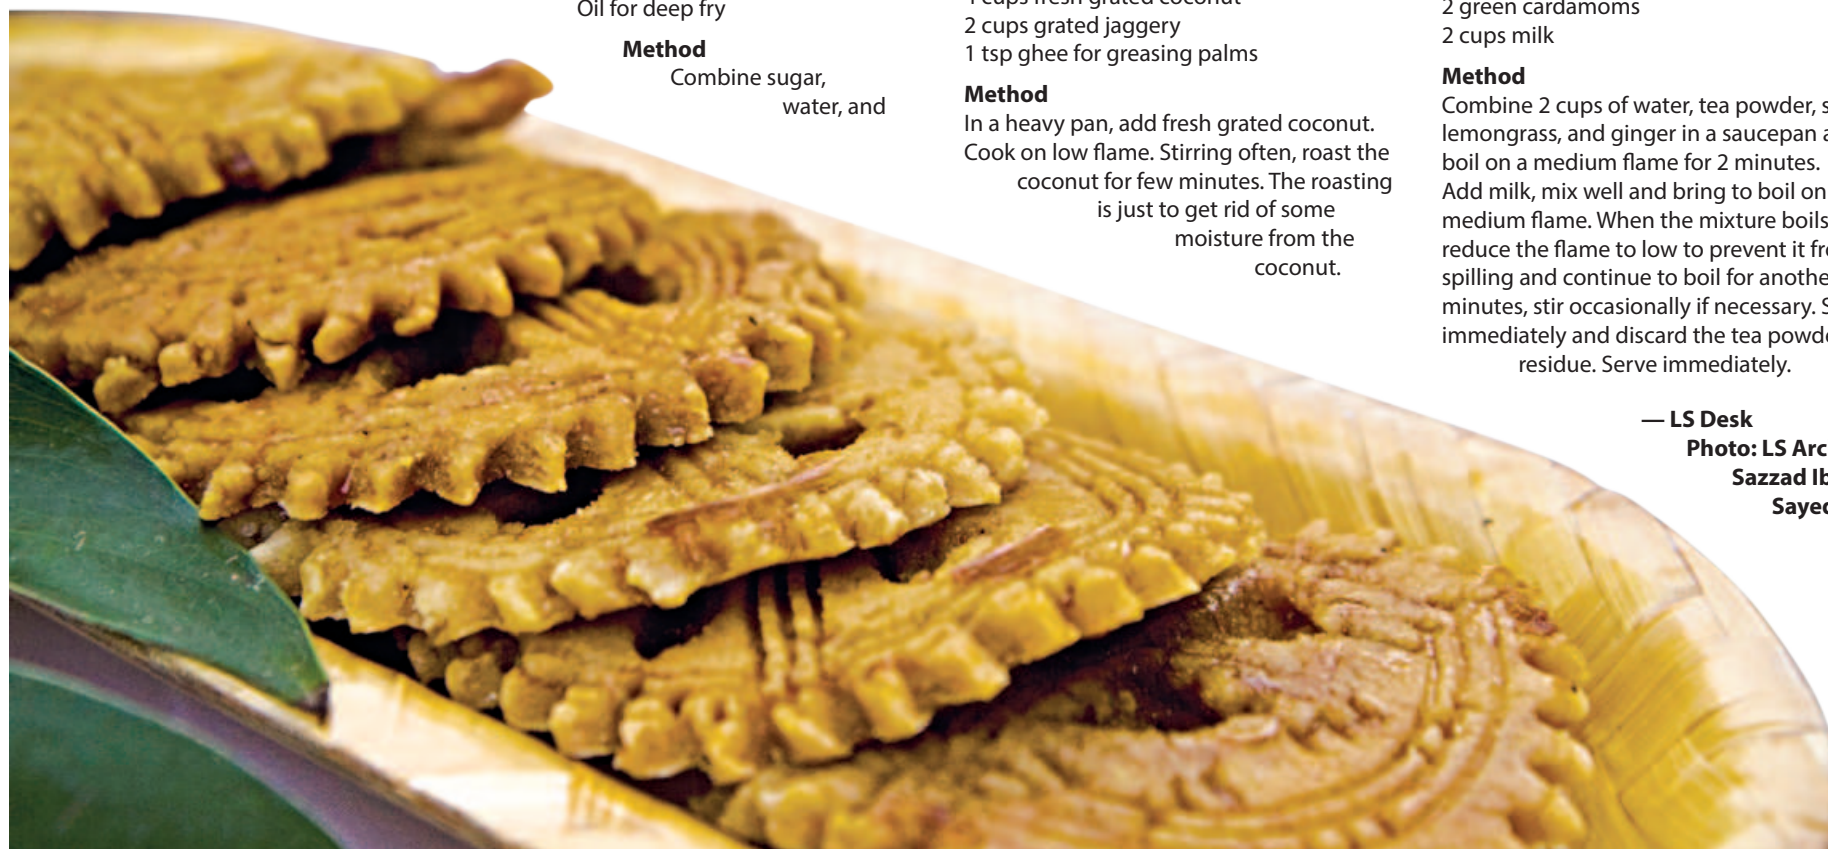 Oil for deep fry
Method
Combine sugar,
water, and
cups fresh grated coconut
2 cups grated jaggery
1 tsp ghee for greasing palms
Method
In a heavy pan, add fresh grated coconut.
Cook on low flame. Stirring often, roast the
coconut for few minutes. The roasting
is just to get rid of some
moisture from the
coconut.
2 green cardamoms
2 cups milk
Method
Combine 2 cups of water, tea powder,
lemongrass, and ginger in a saucepan
boil on a medium flame for 2 minutes.
Add milk, mix well and bring to boil on
medium flame. When the mixture boils
reduce the flame to low to prevent it
spilling and continue to boil for
minutes, stir occasionally if necessary.
immediately and discard the tea
residue. Serve immediately.
— LS Desk
Photo: LS
Sazzad